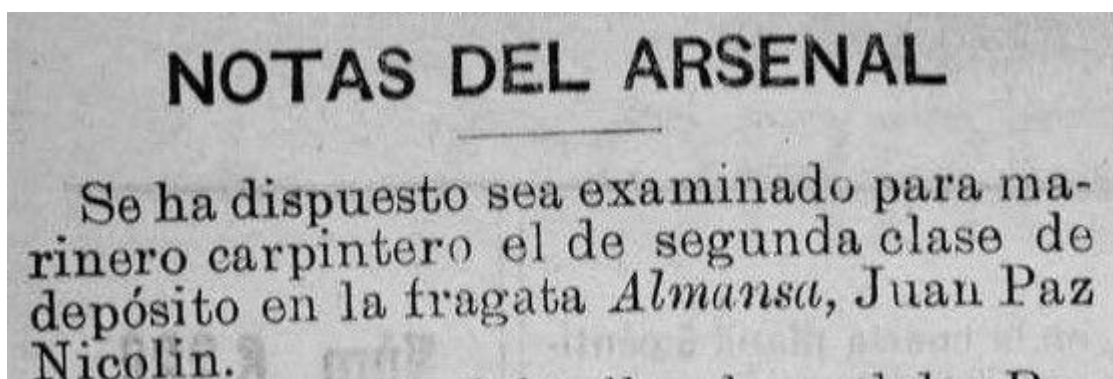 NOTAS DEL ARSENAL
Se ha dispuesto sea examinado para ma-
rinero carpintero el de segunda clase de
depósito en la fragata Almansa, Juan Paz
Nicolin.